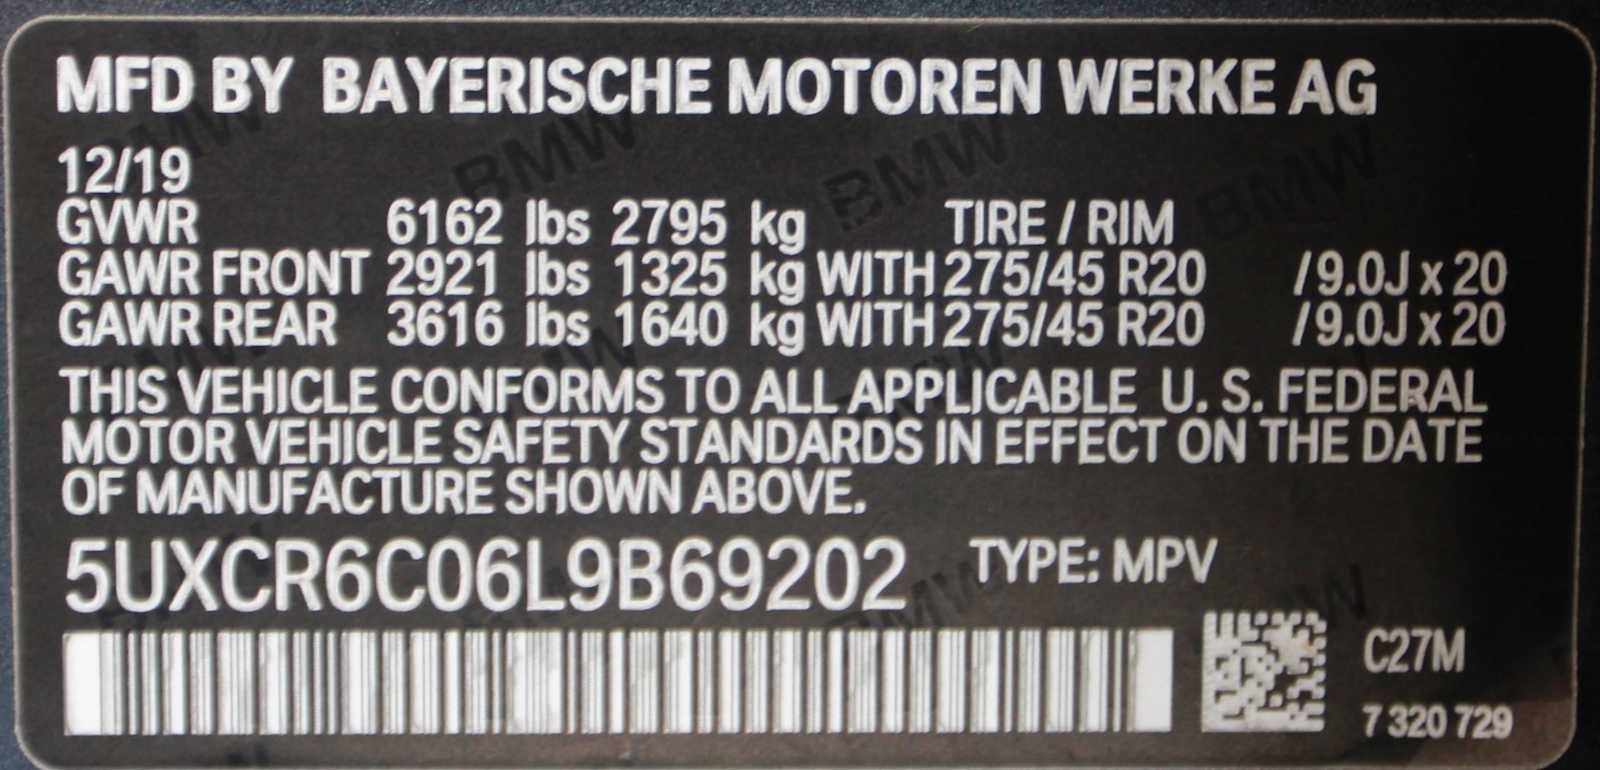 MFD BY BAYERISCHE MOTOREN WERKE AG
12/19
GVWR 6162 lbs 2795 kg TIRE / RIM
GAWR FRONT 2921 lbs 1325 kg WITH 275/45 R20 /9.0J x 20
GAWR REAR 3616 lbs 1640 kg WITH 275/45 R20 /9.0J x 20
THIS VEHICLE CONFORMS TO ALL APPLICABLE U. S. FEDERAL
MOTOR VEHICLE SAFETY STANDARDS IN EFFECT ON THE DATE
OF MANUFACTURE SHOWN ABOVE.
5UXCR6C06L9B69202 TYPE: MPV
C27M
7 320 729